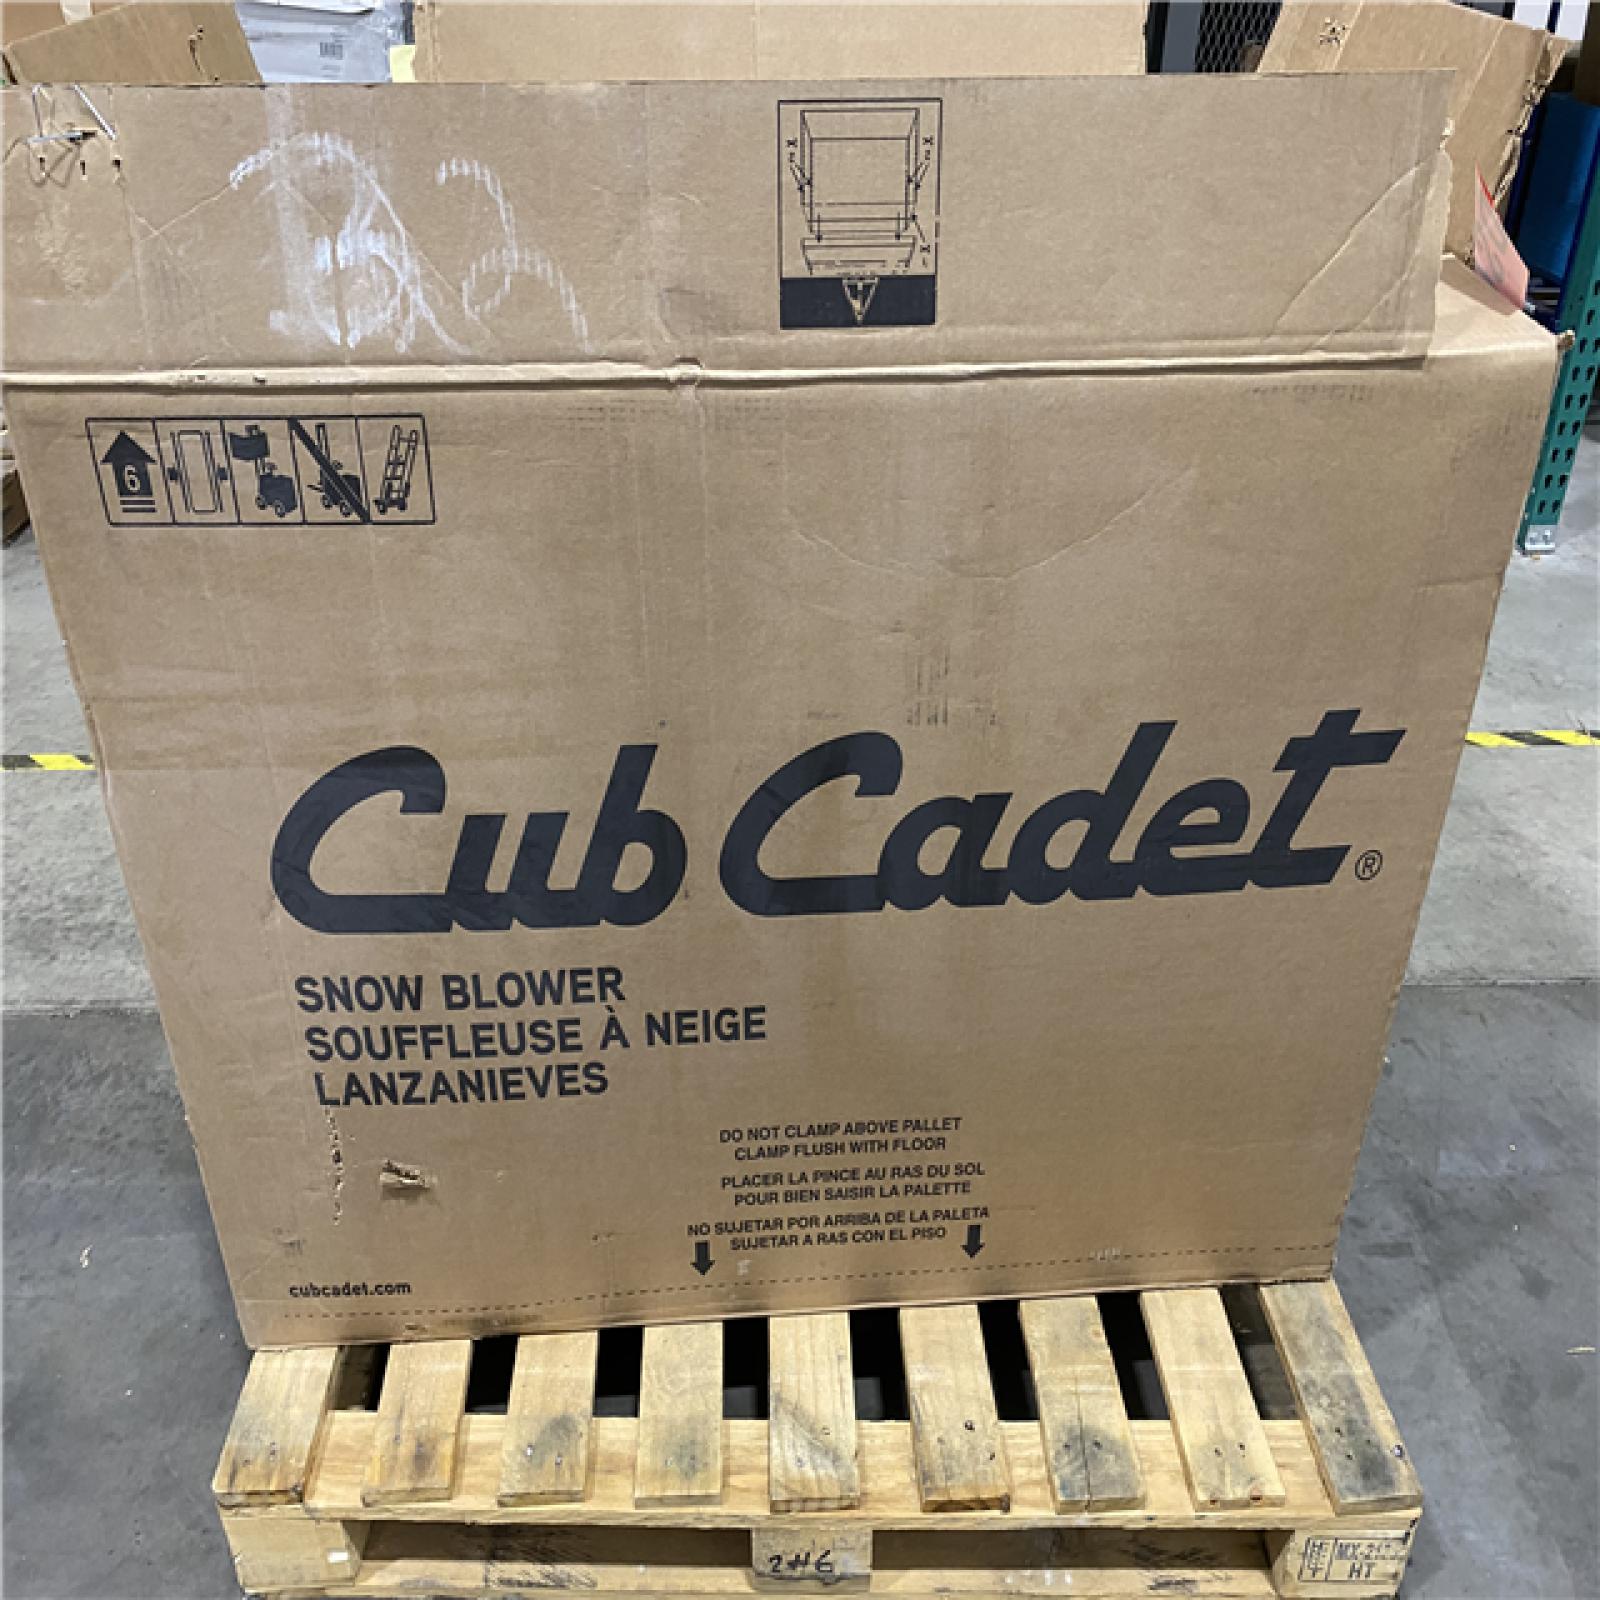 6
Cub Cadet®
SNOW BLOWER
SOUFFLEUSE À NEIGE
LANZANIEVES
DO NOT CLAMP ABOVE PALLET
CLAMP FLUSH WITH FLOOR
PLACER LA PINCE AU RAS DU SOL
POUR BIEN SAISIR LA PALETTE
NO SUJETAR POR ARRIBA DE LA PALETA
SUJETAR A RAS CON EL PISO
cubcadet.com
2H6
HT